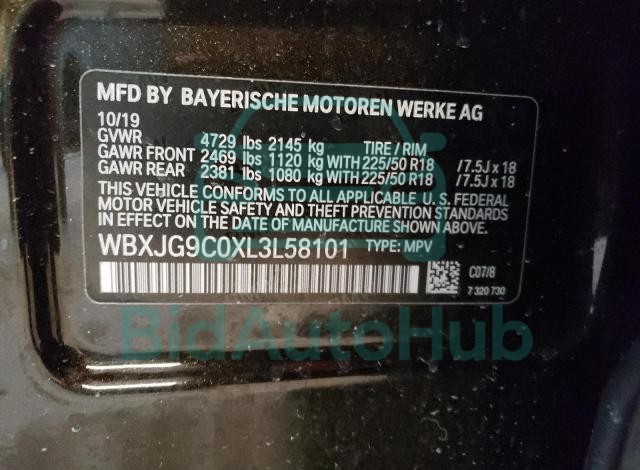 MFD BY BAYERISCHE MOTOREN WERKE AG
10/19
GVWR 4729 lbs 2145 kg TIRE / RIM
GAWR FRONT 2469 lbs 1120 kg WITH 225/50 R18 /7.5J x 18
GAWR REAR 2381 lbs 1080 kg WITH 225/50 R18 /7.5J x 18
THIS VEHICLE CONFORMS TO ALL APPLICABLE U. S. FEDERAL
MOTOR VEHICLE SAFETY AND THEFT PREVENTION STANDARDS
IN EFFECT ON THE DATE OF MANUFACTURE SHOWN ABOVE.
WBXJG9C0XL3L58101 TYPE: MPV
C07/8
7 320 730
BidAutoHub